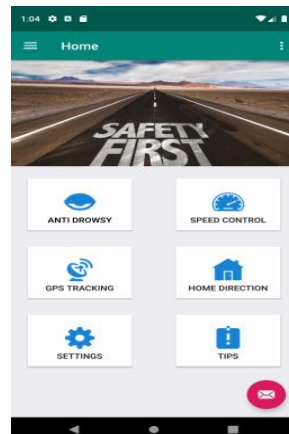 1:04
Home
SAFETY
FIRST
ANTI DROWSY
SPEED CONTROL
GPS TRACKING
HOME DIRECTION
SETTINGS
TIPS